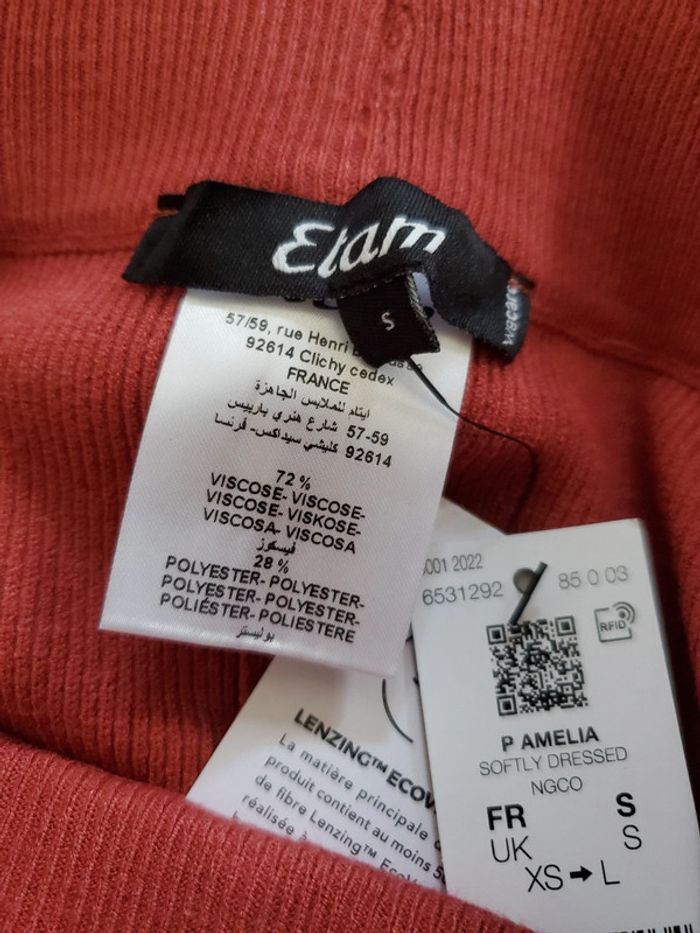 Etam
S
57/59, rue Henri
92614 Clichy cedex
FRANCE
ايتام للملابس الجاهزة
57-59 شارع هنري باربيس
92614 كليشي سيداكس- فرنسا
72 %
VISCOSE- VISCOSE-
VISCOSE- VISKOSE-
VISCOSA- VISCOSA
فيسكوز
28 %
POLYESTER- POLYESTER-
POLYESTER- POLYESTER-
POLIÉSTER- POLIESTERE
بوليستر
LENZING™ ECOV
La matière principale
produit contient au moins 5
de fibre Lenzing™ EcoV
réalisée à
001 2022
6531292
85 0 03
RFID
P AMELIA
SOFTLY DRESSED
NGCO
FR S
UK S
XS → L